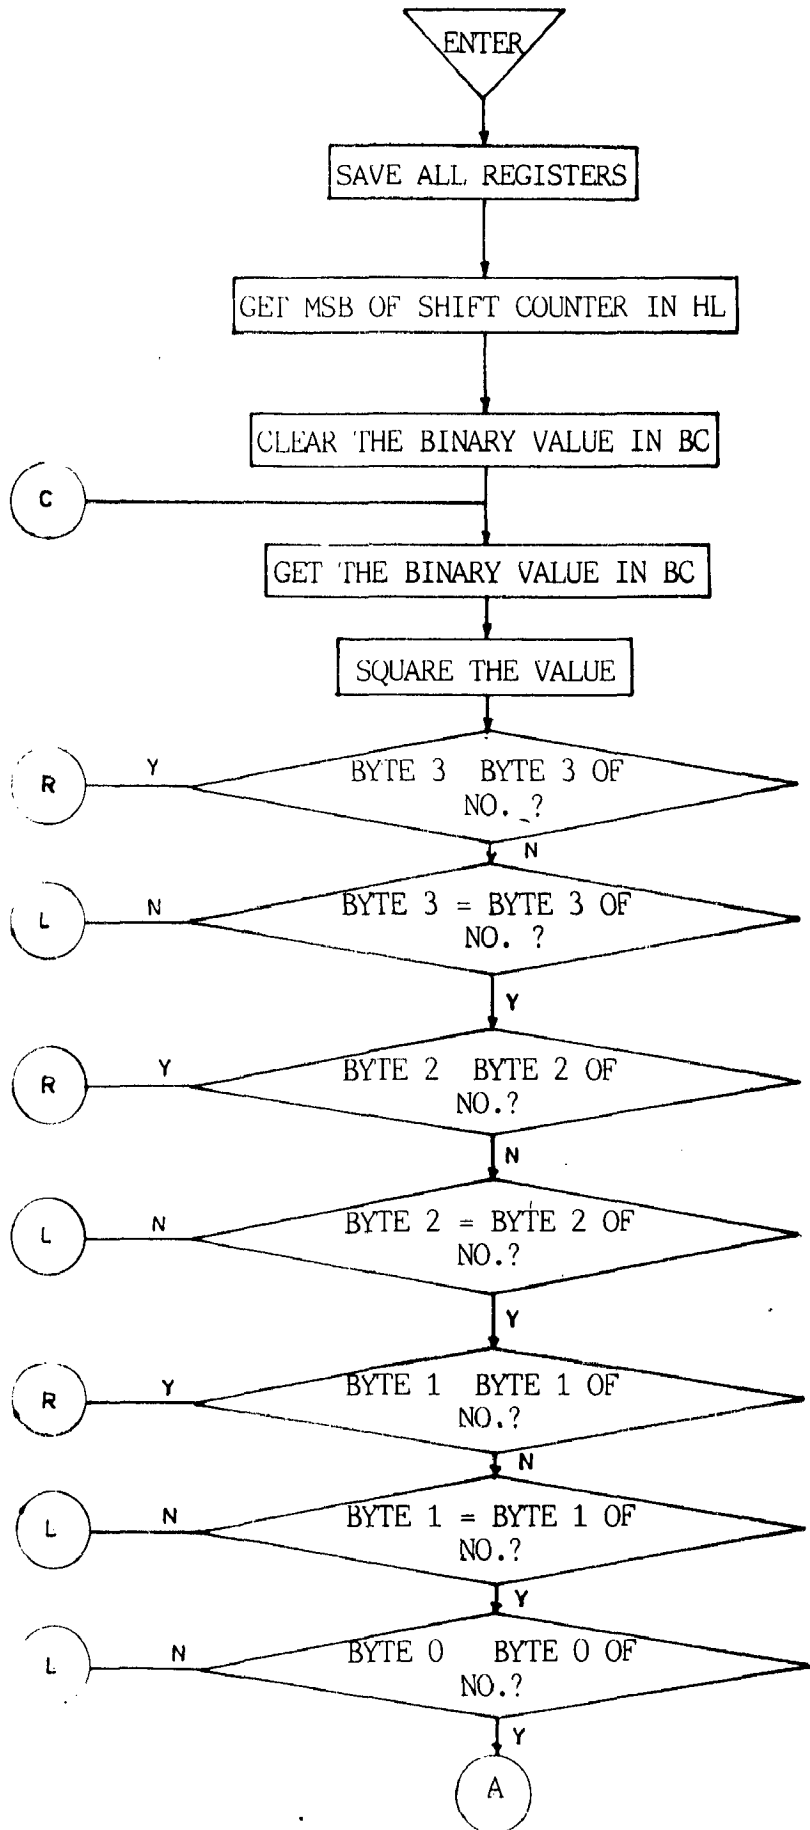 ENTER
SAVE ALL REGISTERS
GET MSB OF SHIFT COUNTER IN HL
CLEAR THE BINARY VALUE IN BC
C
GET THE BINARY VALUE IN BC
SQUARE THE VALUE
R
Y
BYTE 3 BYTE 3 OF
NO. ?
N
L
N
BYTE 3 = BYTE 3 OF
NO. ?
Y
R
Y
BYTE 2 BYTE 2 OF
NO.?
N
L
N
BYTE 2 = BYTE 2 OF
NO.?
Y
R
Y
BYTE 1 BYTE 1 OF
NO.?
N
L
N
BYTE 1 = BYTE 1 OF
NO.?
Y
L
N
BYTE 0 BYTE 0 OF
NO.?
Y
A